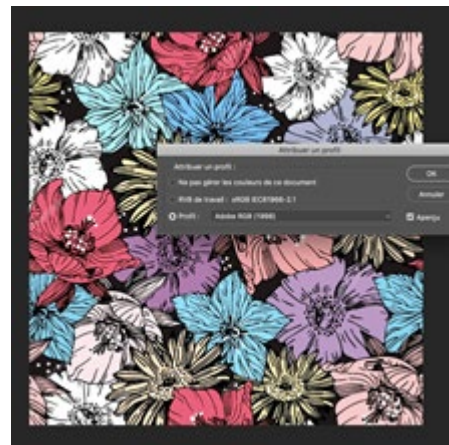 Attribuer un profil
Attribuer un profil :
Ne pas gérer les couleurs de ce document
RVB de travail : sRGB IEC61966-2.1
Profil : Adobe RGB (1998)
OK
Annuler
Aperçu